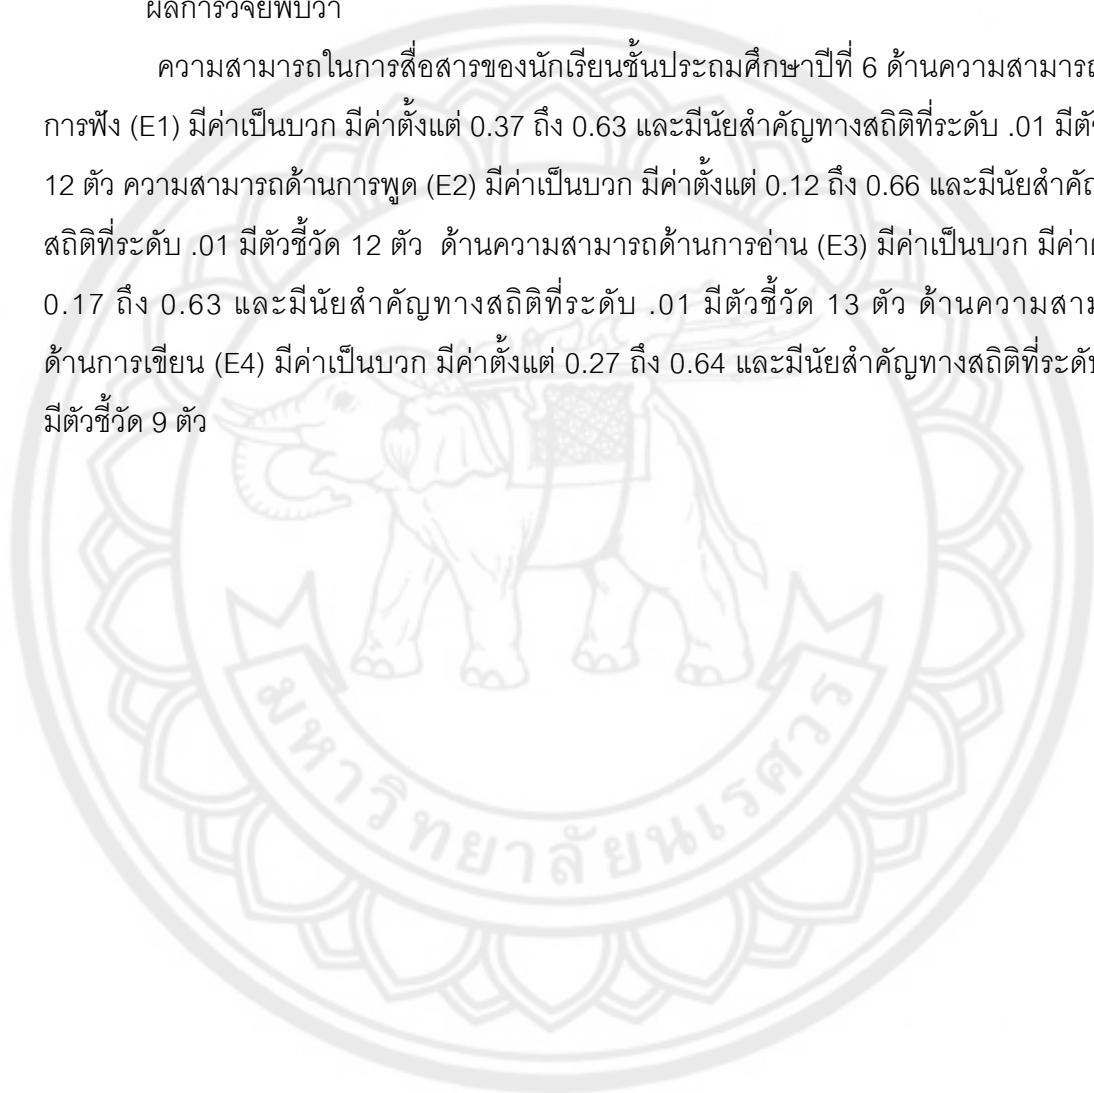 ผลการวิจัยพบว่า
ความสามารถในการสื่อสารของนักเรียนชั้นประถมศึกษาปีที่ 6 ด้านความสามารถ
การฟัง (E1) มีค่าเป็นบวก มีค่าตั้งแต่ 0.37 ถึง 0.63 และมีนัยสำคัญทางสถิติที่ระดับ .01
12 ตัว ความสามารถด้านการพูด (E2) มีค่าเป็นบวก มีค่าตั้งแต่ 0.12 ถึง 0.66 และมีนัยสำคัญ
สถิติที่ระดับ .01 มีตัวชี้วัด 12 ตัว ด้านความสามารถด้านการอ่าน (E3) มีค่าเป็นบวก มีค่า
0.17 ถึง 0.63 และมีนัยสำคัญทางสถิติที่ระดับ .01 มีตัวชี้วัด 13 ตัว ด้านความสาม
ด้านการเขียน (E4) มีค่าเป็นบวก มีค่าตั้งแต่ 0.27 ถึง 0.64 และมีนัยสำคัญทางสถิติที่ระดับ
มีตัวชี้วัด 9 ตัว
มหาวิทยาลัยนเรศวร